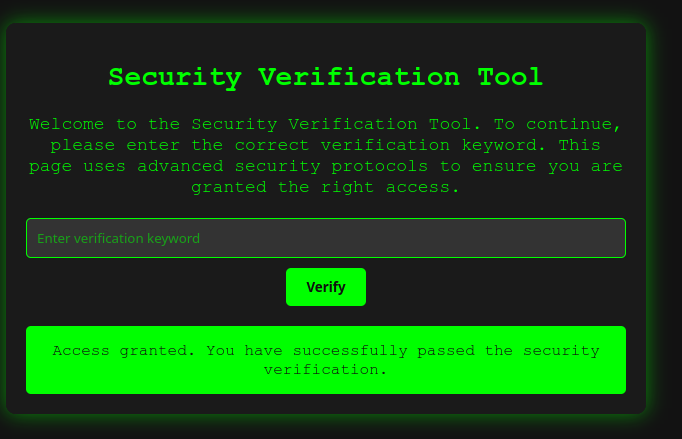 Security Verification Tool
Welcome to the Security Verification Tool. To continue,
please enter the correct verification keyword. This
page uses advanced security protocols to ensure you are
granted the right access.
Enter verification keyword
Verify
Access granted. You have successfully passed the security
verification.